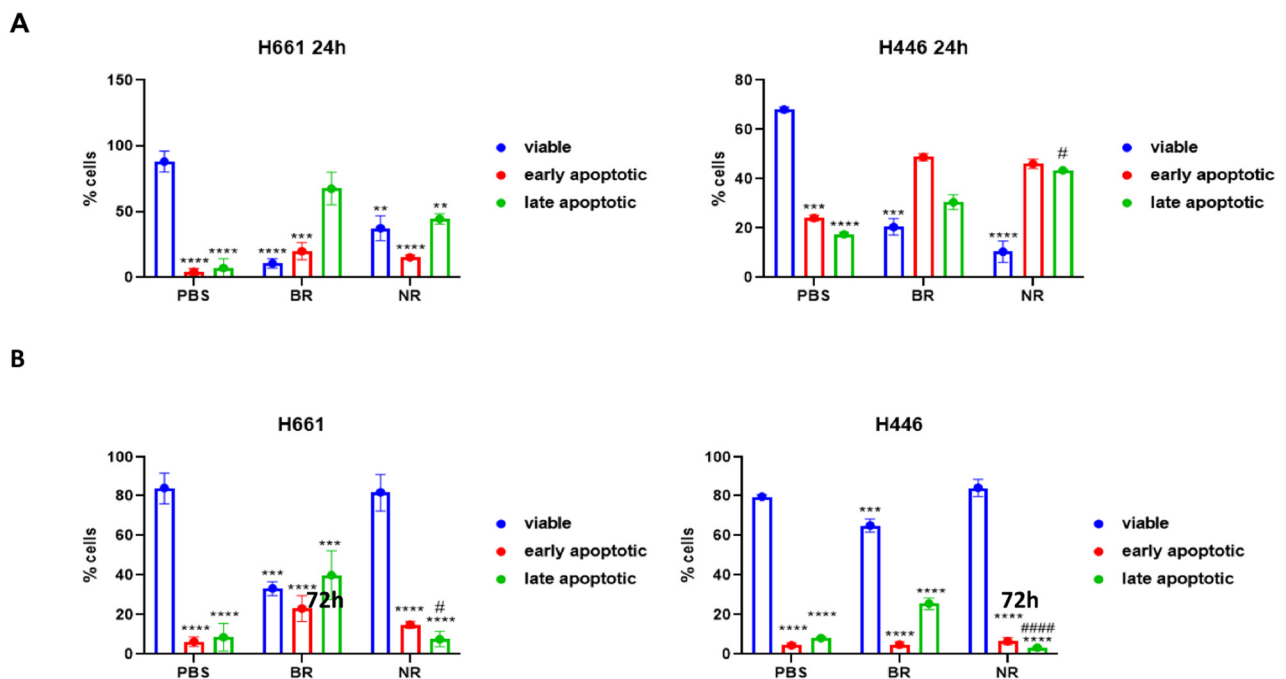 A
H661 24h
150
100
50
0
% cells
**** ****
**** ***
** **** **
PBS BR NR
viable
early apoptotic
late apoptotic
H446 24h
80
60
40
20
0
% cells
*** ****
***
**** #
PBS BR NR
viable
early apoptotic
late apoptotic
B
H661
100
80
60
40
20
0
% cells
**** ****
*** **** ***
72h
#
**** ****
PBS BR NR
viable
early apoptotic
late apoptotic
H446
100
80
60
40
20
0
% cells
**** ****
*** **** ****
72h
**** ####
****
PBS BR NR
viable
early apoptotic
late apoptotic